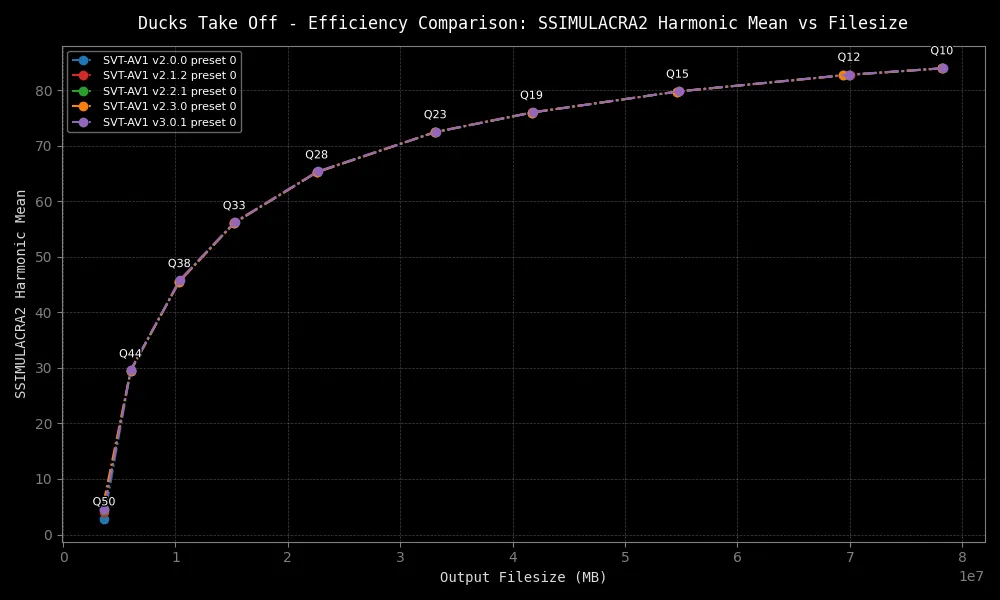 Ducks Take Off - Efficiency Comparison: SSIMULACRA2 Harmonic Mean vs Filesize
SVT-AV1 v2.0.0 preset 0
SVT-AV1 v2.1.2 preset 0
SVT-AV1 v2.2.1 preset 0
SVT-AV1 v2.3.0 preset 0
SVT-AV1 v3.0.1 preset 0
Q10
Q12
Q15
Q19
Q23
Q28
Q33
Q38
Q44
Q50
SSIMULACRA2 Harmonic Mean
80
70
60
50
40
30
20
10
0
0 1 2 3 4 5 6 7 8
1e7
Output Filesize (MB)